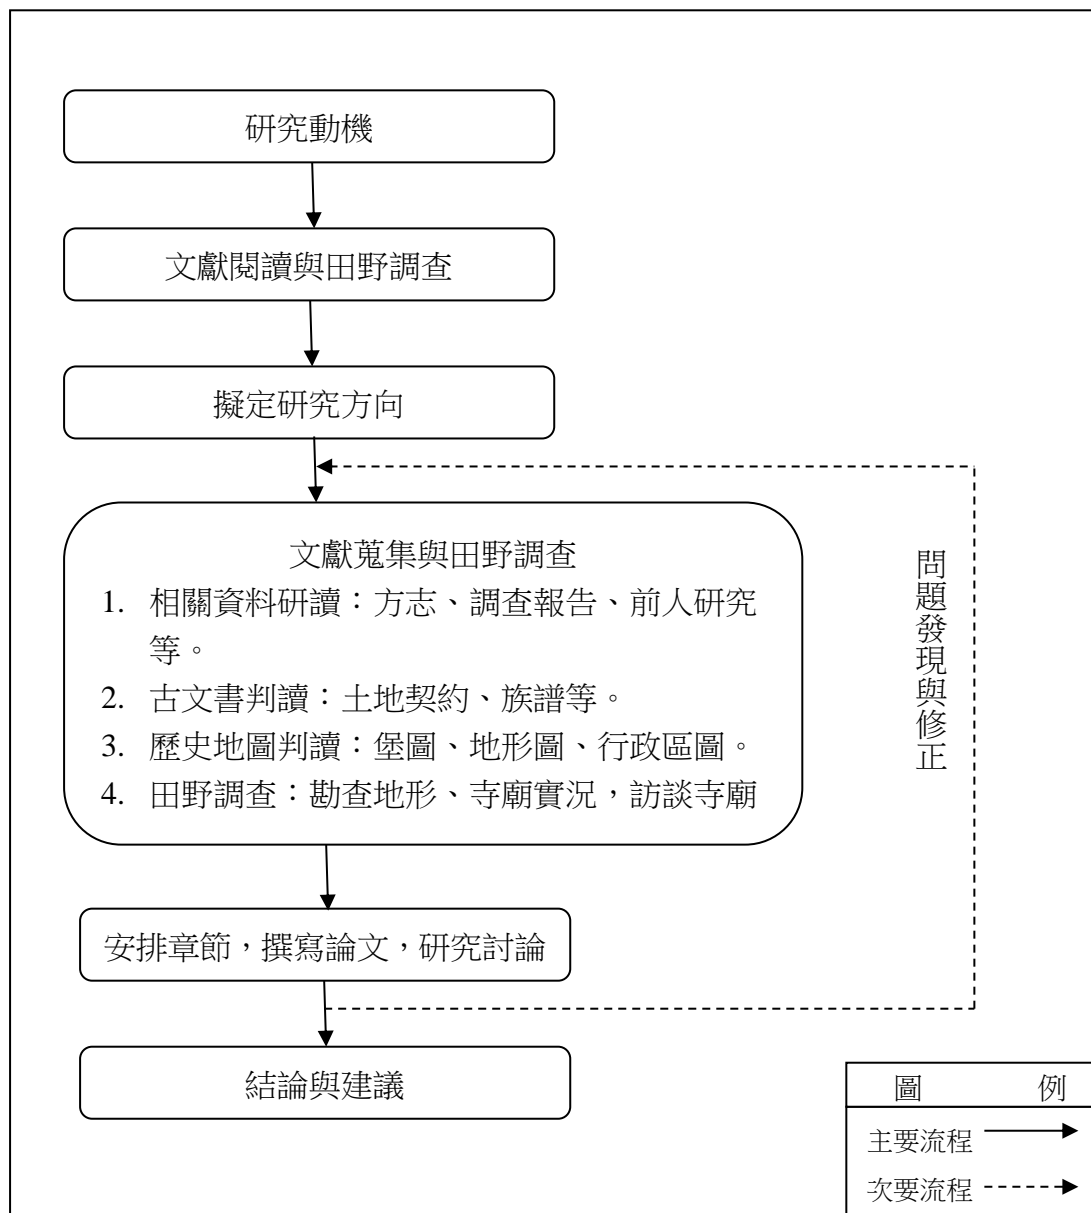 研究動機
文獻閱讀與田野調查
擬定研究方向
文獻蒐集與田野調查
1. 相關資料研讀：方志、調查報告、前人研究
等。
2. 古文書判讀：土地契約、族譜等。
3. 歷史地圖判讀：堡圖、地形圖、行政區圖。
4. 田野調查：勘查地形、寺廟實況，訪談寺廟
問題發現與修正
安排章節，撰寫論文，研究討論
結論與建議
圖 例
主要流程
次要流程